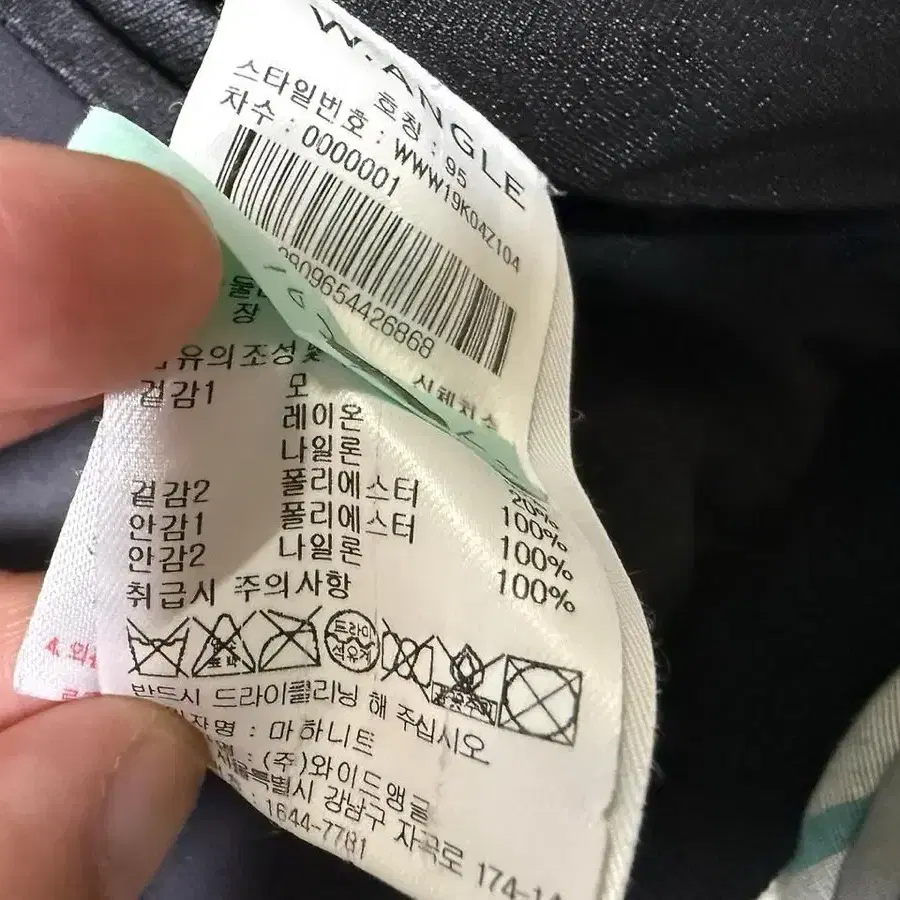 W.ANGLE
호칭 : 95
스타일번호 : WWW19K04Z104
차수 : 0000001
2809654426868
장
유의조성
겉감1 모
레이온
나일론 20%
겉감2 폴리에스터 100%
안감1 폴리에스터 100%
안감2 나일론 100%
취급시 주의사항
드라이
반드시 드라이클리닝 해 주십시오
자명 : 마하니트
: (주)와이드앵글
서울특별시 강남구 자곡로 174-1
: 1644-7781
4. 외